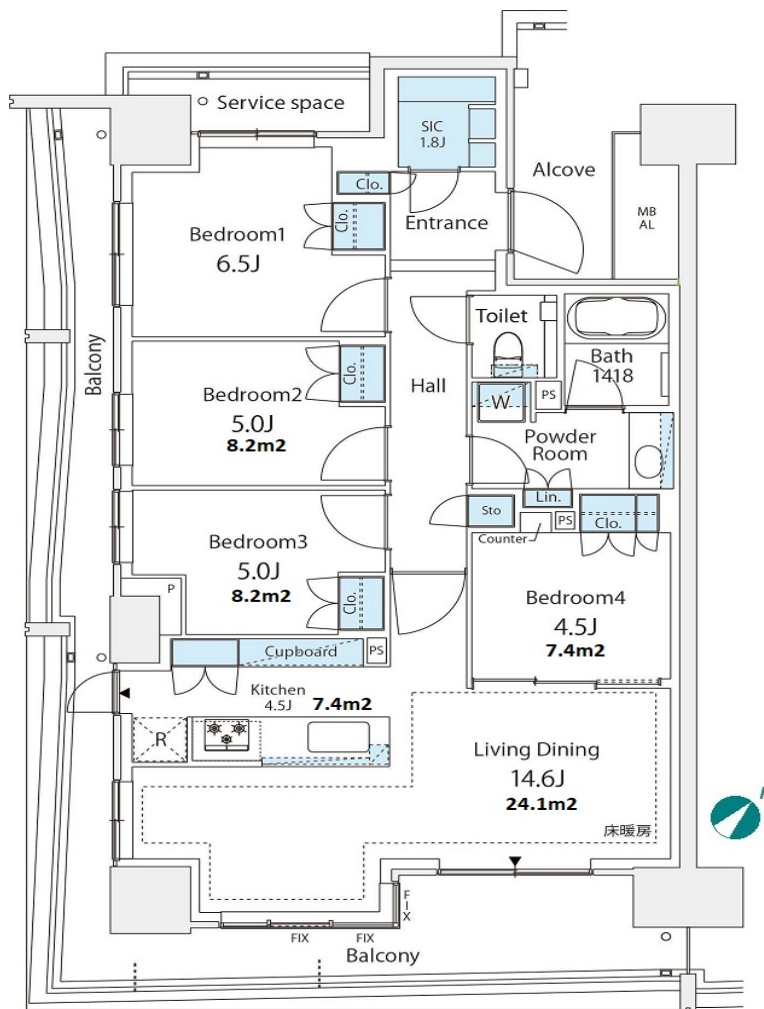 Service space
SIC
1.8J
Alcove
MB
AL
Clo.
Entrance
Clo.
Bedroom1
6.5J
Toilet
Bath
1418
Balcony
Hall
Clo.
Bedroom2
5.0J
8.2m2
W
PS
Powder
Room
Lin.
Sto
PS
Clo.
Counter
Bedroom3
5.0J
8.2m2
P
Clo.
Bedroom4
4.5J
7.4m2
Cupboard
PS
Kitchen
4.5J
7.4m2
R
Living Dining
14.6J
24.1m2
床暖房
FIX
FIX
FIX
Balcony